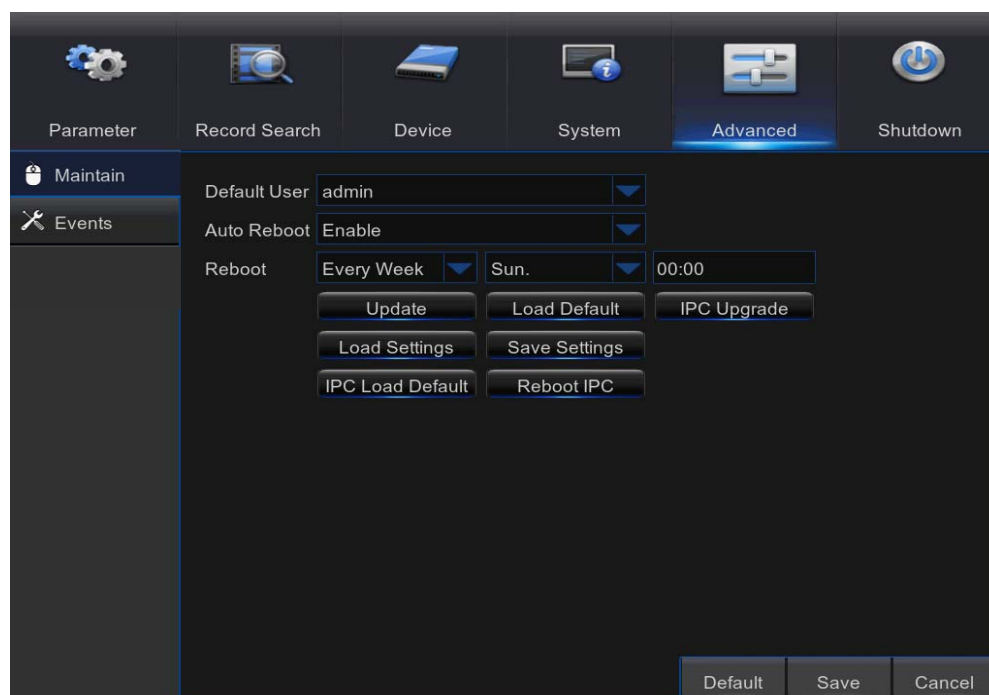 Parameter Record Search Device System Advanced Shutdown
Maintain
Events
Default User admin
Auto Reboot Enable
Reboot Every Week Sun. 00:00
Update Load Default IPC Upgrade
Load Settings Save Settings
IPC Load Default Reboot IPC
Default Save Cancel